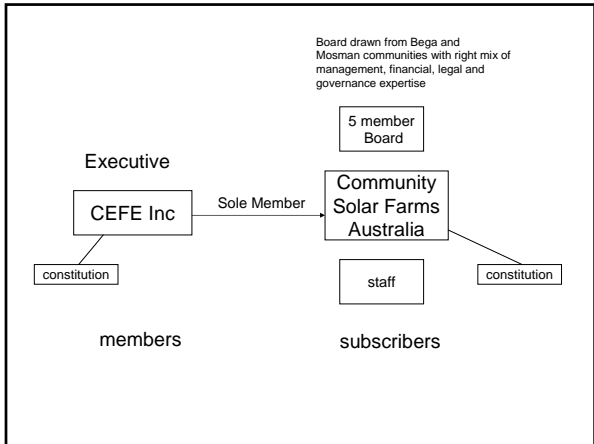 Board drawn from Bega and
Mosman communities with right mix of
management, financial, legal and
governance expertise
5 member
Board
Executive
CEFE Inc
Sole Member
Community
Solar Farms
Australia
constitution
staff
constitution
members
subscribers